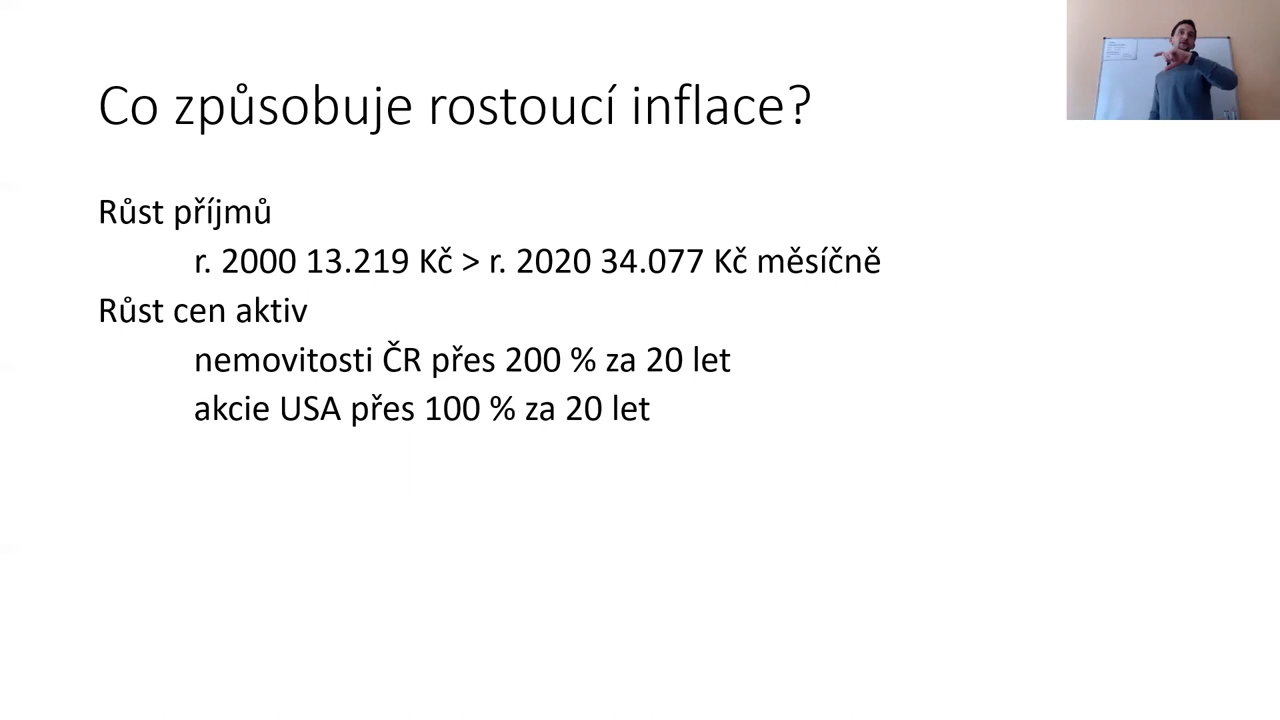 Co způsobuje rostoucí inflace?
Růst příjmů
r. 2000 13.219 Kč > r. 2020 34.077 Kč měsíčně
Růst cen aktiv
nemovitosti ČR přes 200 % za 20 let
akcie USA přes 100 % za 20 let